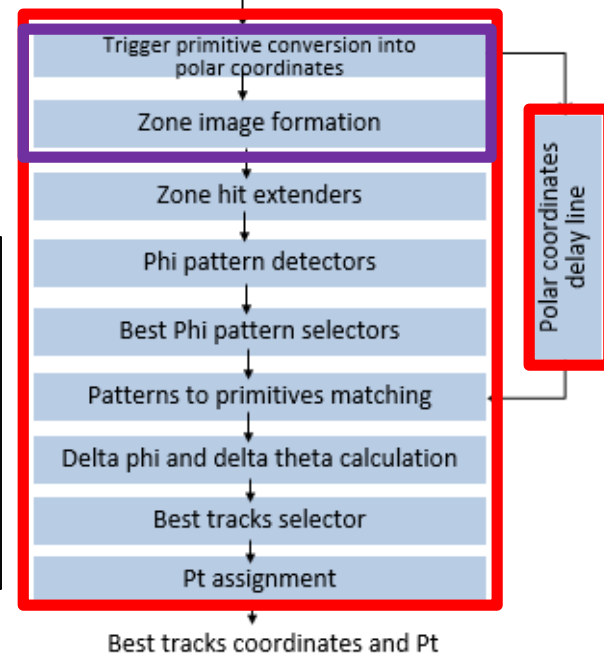 Trigger primitive conversion into
polar coordinates
Zone image formation
Zone hit extenders
Phi pattern detectors
Best Phi pattern selectors
Patterns to primitives matching
Delta phi and delta theta calculation
Best tracks selector
Pt assignment
Best tracks coordinates and Pt
Polar coordinates
delay line